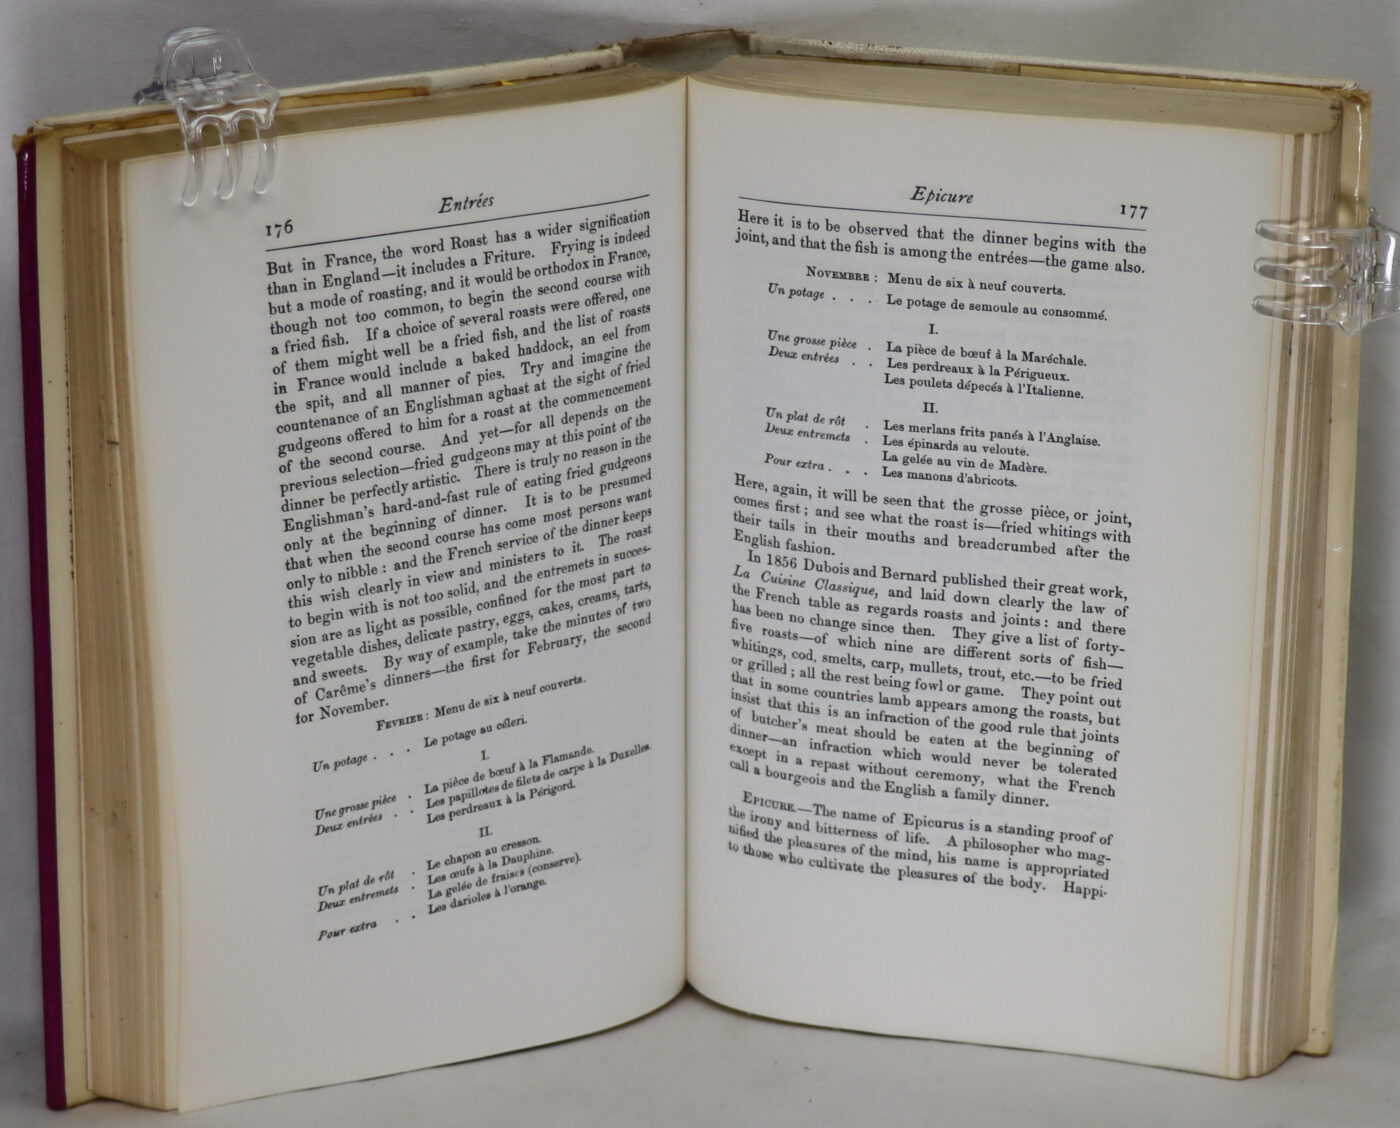 176
Entrées
But in France, the word Roast has a wider signification
than in England—it includes a Friture. Frying is indeed
but a mode of roasting, and it would be orthodox in France,
though not too common, to begin the second course with
a fried fish. If a choice of several roasts were offered, one
of them might well be a fried fish, and the list of roasts
in France would include a baked haddock, an eel from
the spit, and all manner of pies. Try and imagine the
countenance of an Englishman aghast at the sight of fried
gudgeons offered to him for a roast at the commencement
of the second course. And yet—for all depends on the
previous selection—fried gudgeons may at this point of the
dinner be perfectly artistic. There is truly no reason in the
Englishman's hard-and-fast rule of eating fried gudgeons
only at the beginning of dinner. It is to be presumed
that when the second course has come most persons want
only to nibble: and the French service of the dinner keeps
this wish clearly in view and ministers to it. The roast
to begin with is not too solid, and the entremets in succes-
sion are as light as possible, confined for the most part to
vegetable dishes, delicate pastry, eggs, cakes, creams, tarts,
and sweets. By way of example, take the minutes of two
of Carême's dinners—the first for February, the second
for November.
FEVRIER: Menu de six à neuf couverts.
Un potage . . . Le potage au céleri.
I.
Une grosse pièce . La pièce de bœuf à la Flamande.
Deux entrées . . Les papillotes de filets de carpe à la Duxelles.
Les perdreaux à la Périgord.
II.
Un plat de rôt . Le chapon au cresson.
Deux entremets . Les œufs à la Dauphine.
La gelée de fraises (conserve).
Pour extra . . Les darioles à l'orange.
Epicure
177
Here it is to be observed that the dinner begins with the
joint, and that the fish is among the entrées—the game also.
NOVEMBRE: Menu de six à neuf couverts.
Un potage . . . Le potage de semoule au consommé.
I.
Une grosse pièce . La pièce de bœuf à la Maréchale.
Deux entrées . . Les perdreaux à la Périgueux.
Les poulets dépecés à l'Italienne.
II.
Un plat de rôt . Les merlans frits panés à l'Anglaise.
Deux entremets . Les épinards au velouté.
La gelée au vin de Madère.
Pour extra . . . Les manons d'abricots.
Here, again, it will be seen that the grosse pièce, or joint,
comes first; and see what the roast is—fried whitings with
their tails in their mouths and breadcrumbed after the
English fashion.
In 1856 Dubois and Bernard published their great work,
La Cuisine Classique, and laid down clearly the law of
the French table as regards roasts and joints: and there
has been no change since then. They give a list of forty-
five roasts—of which nine are different sorts of fish—
whitings, cod, smelts, carp, mullets, trout, etc.—to be fried
or grilled; all the rest being fowl or game. They point out
that in some countries lamb appears among the roasts, but
insist that this is an infraction of the good rule that joints
of butcher's meat should be eaten at the beginning of
dinner—an infraction which would never be tolerated
except in a repast without ceremony, what the French
call a bourgeois and the English a family dinner.
EPICURE.—The name of Epicurus is a standing proof of
the irony and bitterness of life. A philosopher who mag-
nified the pleasures of the mind, his name is appropriated
to those who cultivate the pleasures of the body. Happi-